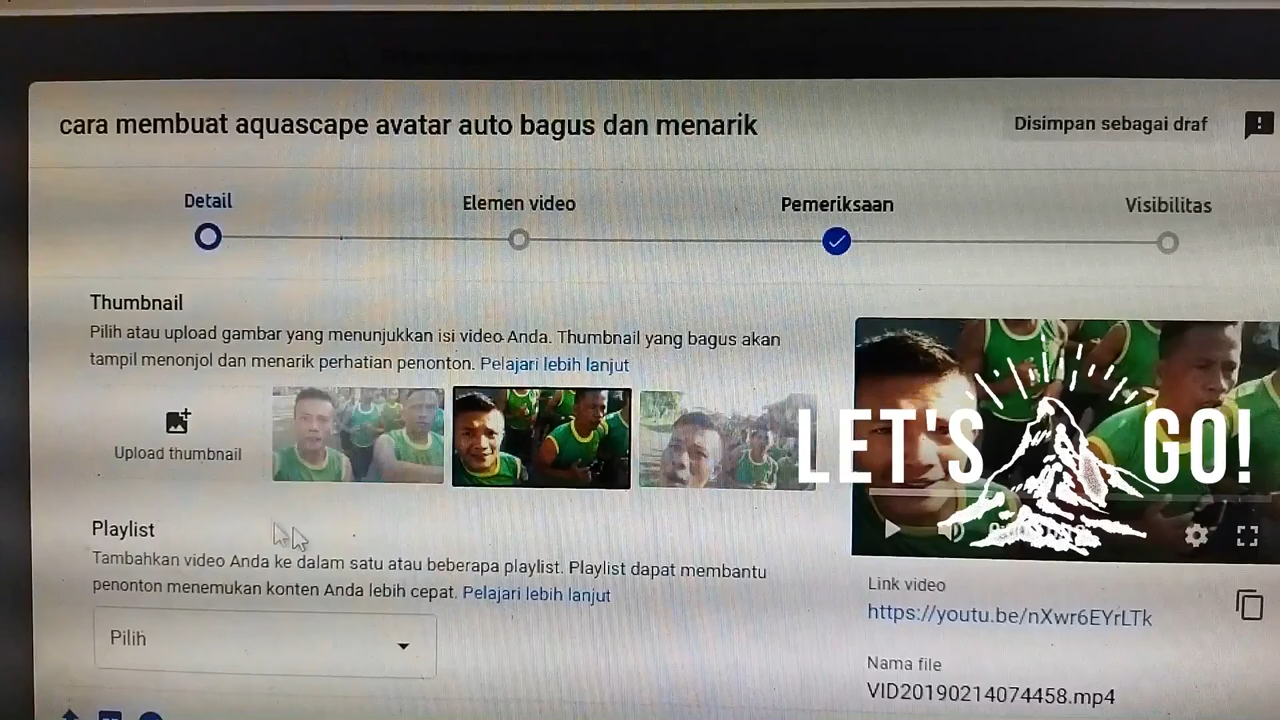 cara membuat aquascape avatar auto bagus dan menarik
Disimpan sebagai draf
Detail
Elemen video
Pemeriksaan
Visibilitas
Thumbnail
Pilih atau upload gambar yang menunjukkan isi video Anda. Thumbnail yang bagus akan
tampil menonjol dan menarik perhatian penonton. Pelajari lebih lanjut
Upload thumbnail
LET'S GO!
Playlist
Tambahkan video Anda ke dalam satu atau beberapa playlist. Playlist dapat membantu
penonton menemukan konten Anda lebih cepat. Pelajari lebih lanjut
Pilih
Link video
https://youtu.be/nXwr6EYrLTk
Nama file
VID20190214074458.mp4